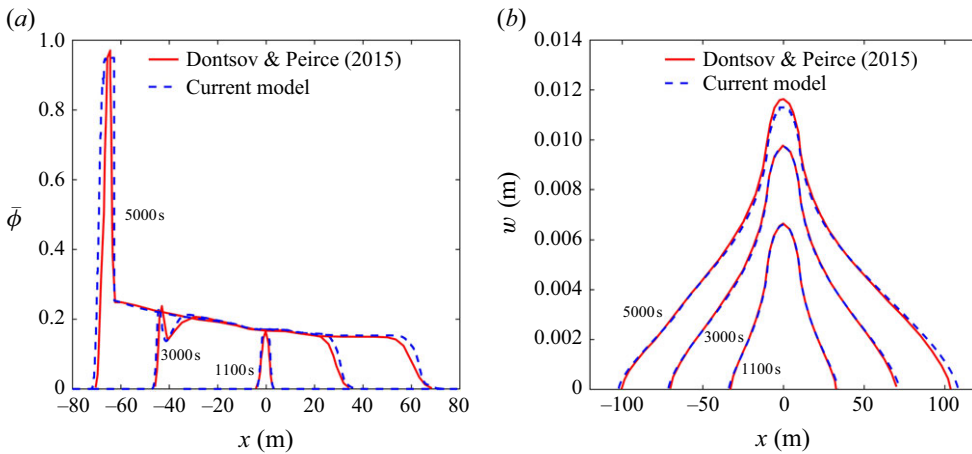 (a)
1.0
0.8
0.6
0.4
0.2
0
ϕ̄
Dontsov & Peirce (2015)
Current model
5000 s
3000 s
1100 s
−80 −60 −40 −20 0 20 40 60 80
x (m)
(b)
0.014
0.012
0.010
0.008
0.006
0.004
0.002
0
w (m)
Dontsov & Peirce (2015)
Current model
5000 s
3000 s
1100 s
−100 −50 0 50 100
x (m)